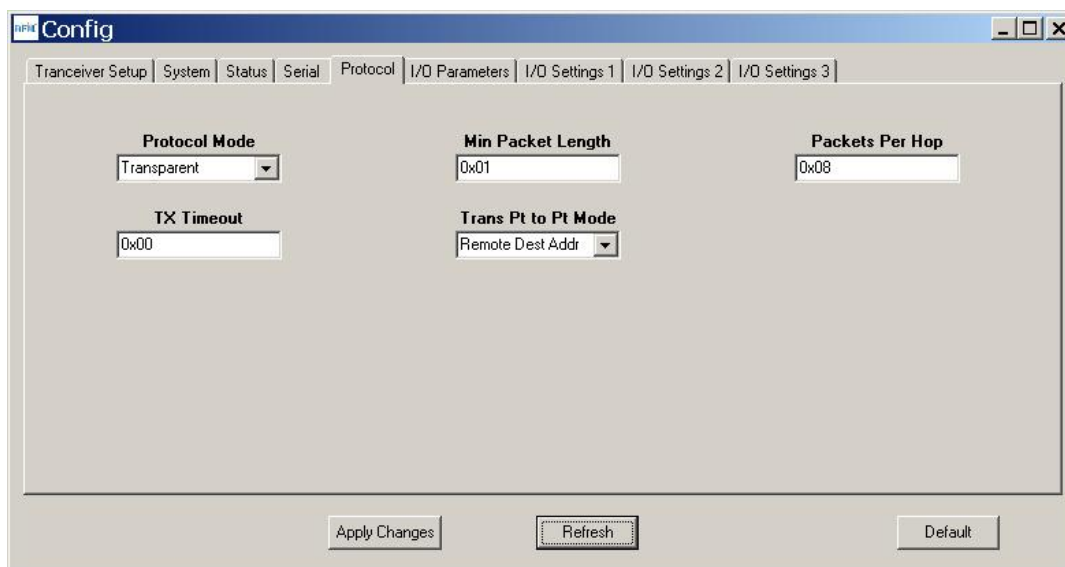 RFM Config
Tranceiver Setup System Status Serial Protocol I/O Parameters I/O Settings 1 I/O Settings 2 I/O Settings 3
Protocol Mode Min Packet Length Packets Per Hop
Transparent 0x01 0x08
TX Timeout Trans Pt to Pt Mode
0x00 Remote Dest Addr
Apply Changes Refresh Default